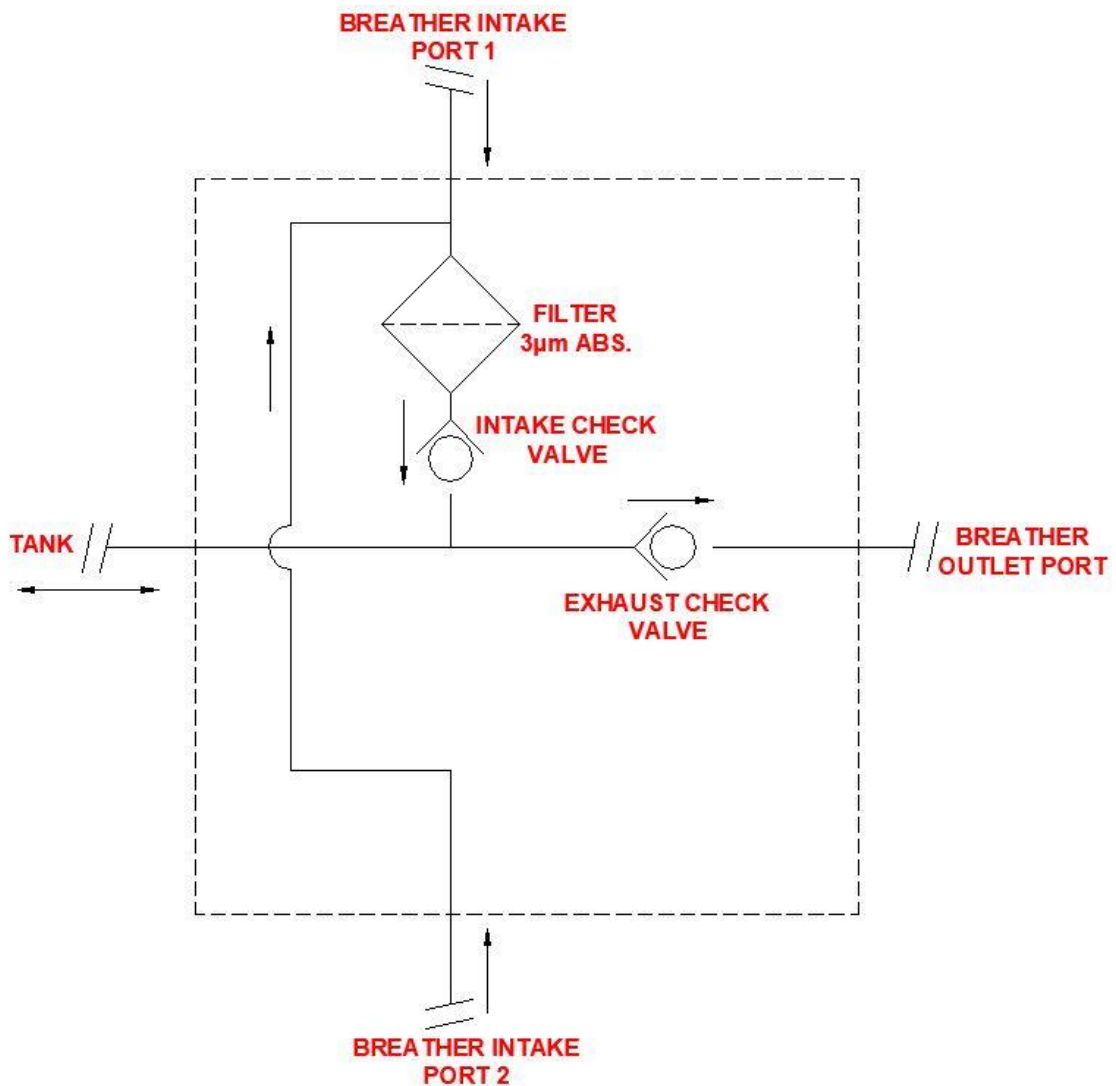 BREATHER INTAKE
PORT 1
FILTER
3µm ABS.
INTAKE CHECK
VALVE
TANK
BREATHER
OUTLET PORT
EXHAUST CHECK
VALVE
BREATHER INTAKE
PORT 2